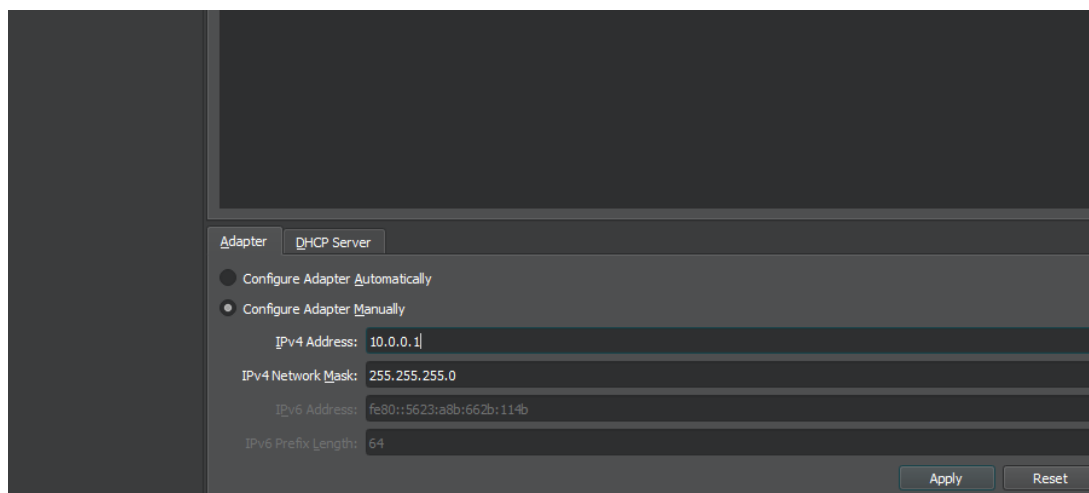 Adapter DHCP Server
Configure Adapter Automatically
Configure Adapter Manually
IPv4 Address: 10.0.0.1
IPv4 Network Mask: 255.255.255.0
IPv6 Address: fe80::5623:a8b:662b:114b
IPv6 Prefix Length: 64
Apply Reset